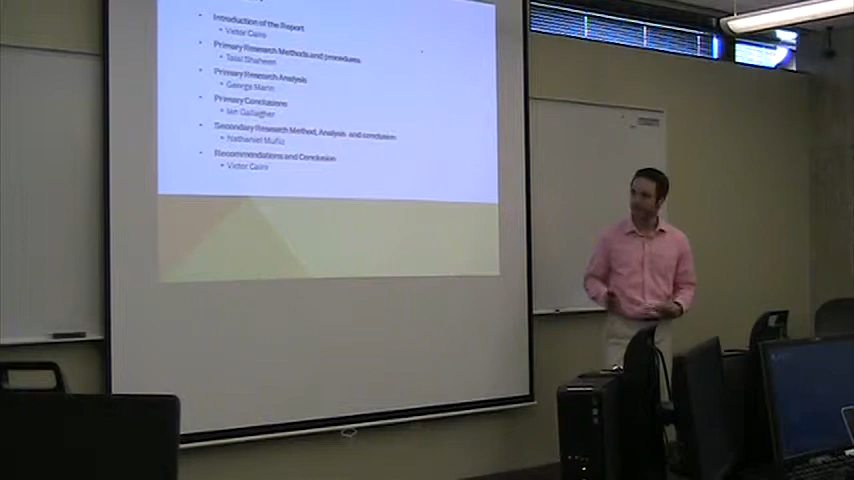 Introduction of the Report
Victor Cairo
Primary Research Methods and procedures
Talal Shaheen
Primary Research Analysis
George Marin
Primary Conclusions
Ian Gallagher
Secondary Research Method, Analysis and conclusion
Nathaniel Muñiz
Recommendations and Conclusion
Victor Cairo